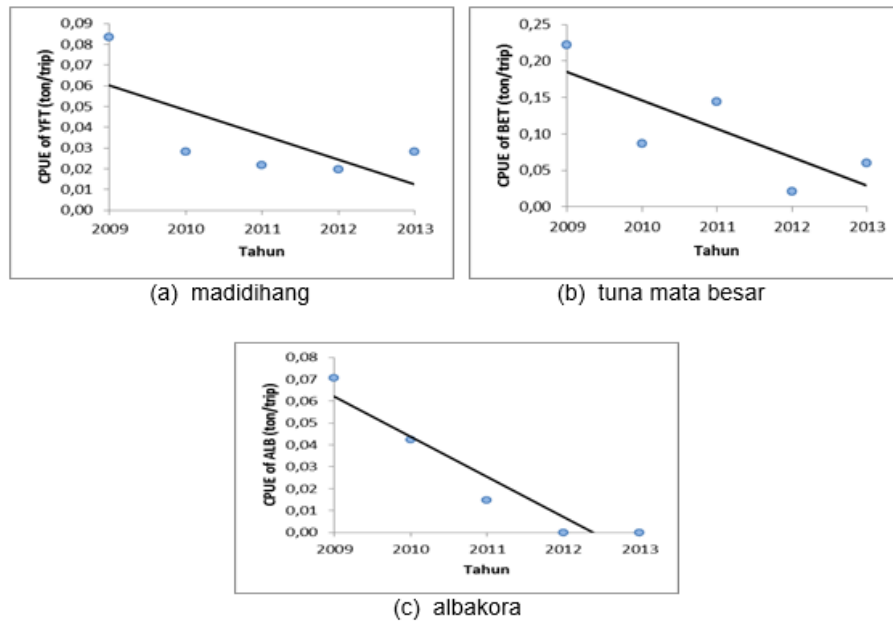 0,09
0,08
0,07
0,06
0,05
0,04
0,03
0,02
0,01
0,00
CPUE of YFT (ton/trip)
2009 2010 2011 2012 2013
Tahun
(a) madidihang
0,25
0,20
0,15
0,10
0,05
0,00
CPUE of BET (ton/trip)
2009 2010 2011 2012 2013
Tahun
(b) tuna mata besar
0,08
0,07
0,06
0,05
0,04
0,03
0,02
0,01
0,00
CPUE of ALB (ton/trip)
2009 2010 2011 2012 2013
Tahun
(c) albakora